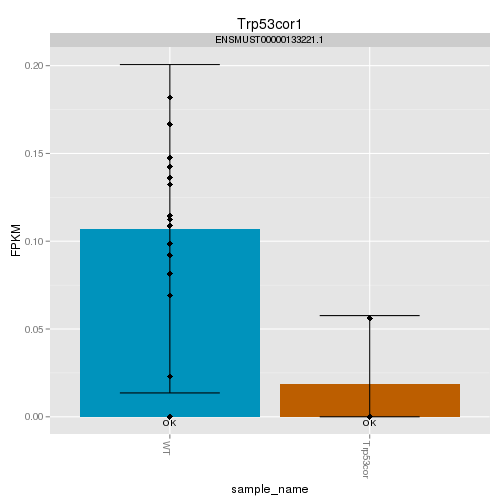 Trp53cor1
ENSMUST00000133221.1
0.20
0.15
0.10
0.05
0.00
FPKM
OK
OK
WT
Trp53cor
sample_name